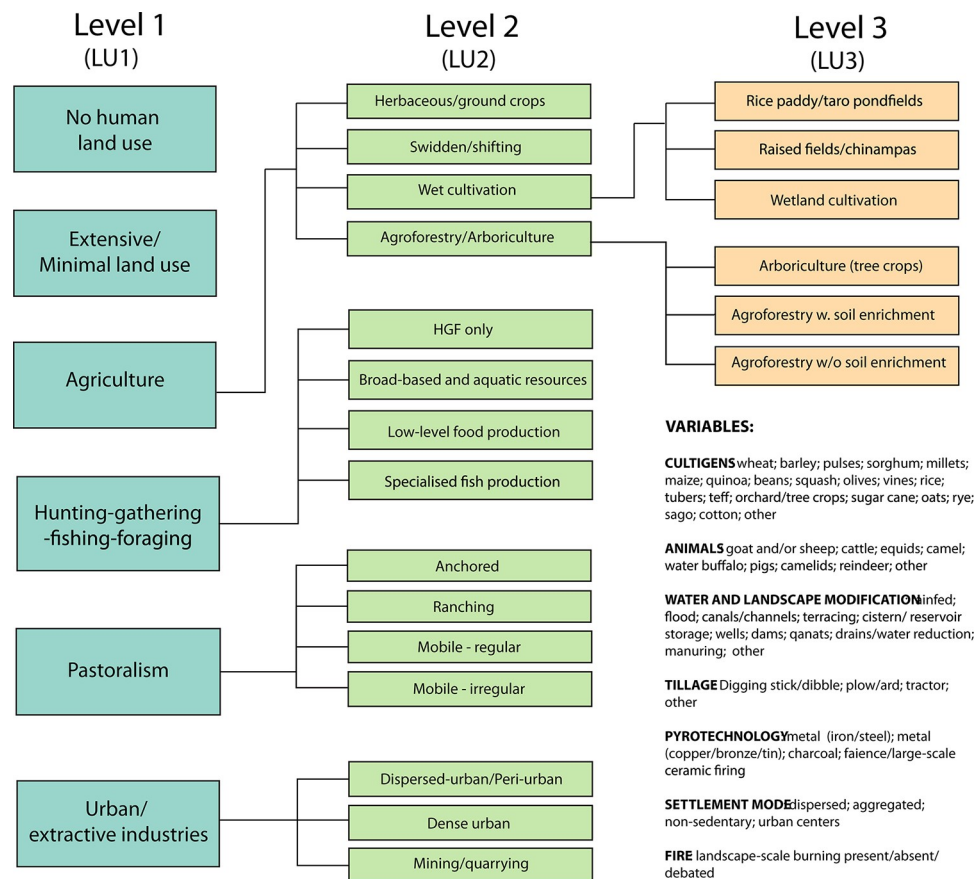 Level 1
(LU1)
Level 2
(LU2)
Level 3
(LU3)
No human
land use
Extensive/
Minimal land use
Agriculture
Hunting-gathering
-fishing-foraging
Pastoralism
Urban/
extractive industries
Herbaceous/ground crops
Swidden/shifting
Wet cultivation
Agroforestry/Arboriculture
HGF only
Broad-based and aquatic resources
Low-level food production
Specialised fish production
Anchored
Ranching
Mobile - regular
Mobile - irregular
Dispersed-urban/Peri-urban
Dense urban
Mining/quarrying
Rice paddy/taro pondfields
Raised fields/chinampas
Wetland cultivation
Arboriculture (tree crops)
Agroforestry w. soil enrichment
Agroforestry w/o soil enrichment
VARIABLES:
CULTIGENS wheat; barley; pulses; sorghum; millets;
maize; quinoa; beans; squash; olives; vines; rice;
tubers; teff; orchard/tree crops; sugar cane; oats; rye;
sago; cotton; other
ANIMALS goat and/or sheep; cattle; equids; camel;
water buffalo; pigs; camelids; reindeer; other
WATER AND LANDSCAPE MODIFICATION rainfed;
flood; canals/channels; terracing; cistern/ reservoir
storage; wells; dams; qanats; drains/water reduction;
manuring; other
TILLAGE Digging stick/dibble; plow/ard; tractor;
other
PYROTECHNOLOGY metal (iron/steel); metal
(copper/bronze/tin); charcoal; faience/large-scale
ceramic firing
SETTLEMENT MODE dispersed; aggregated;
non-sedentary; urban centers
FIRE landscape-scale burning present/absent/
debated